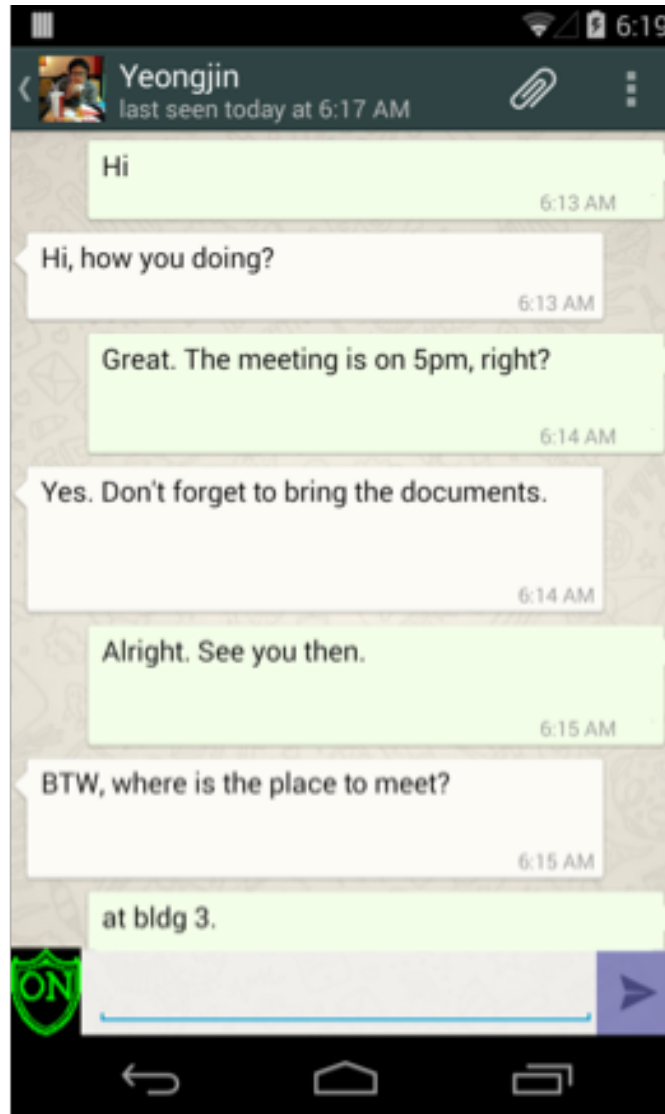 6:19
Yeongjin
last seen today at 6:17 AM
Hi
6:13 AM
Hi, how you doing?
6:13 AM
Great. The meeting is on 5pm, right?
6:14 AM
Yes. Don't forget to bring the documents.
6:14 AM
Alright. See you then.
6:15 AM
BTW, where is the place to meet?
6:15 AM
at bldg 3.
ON